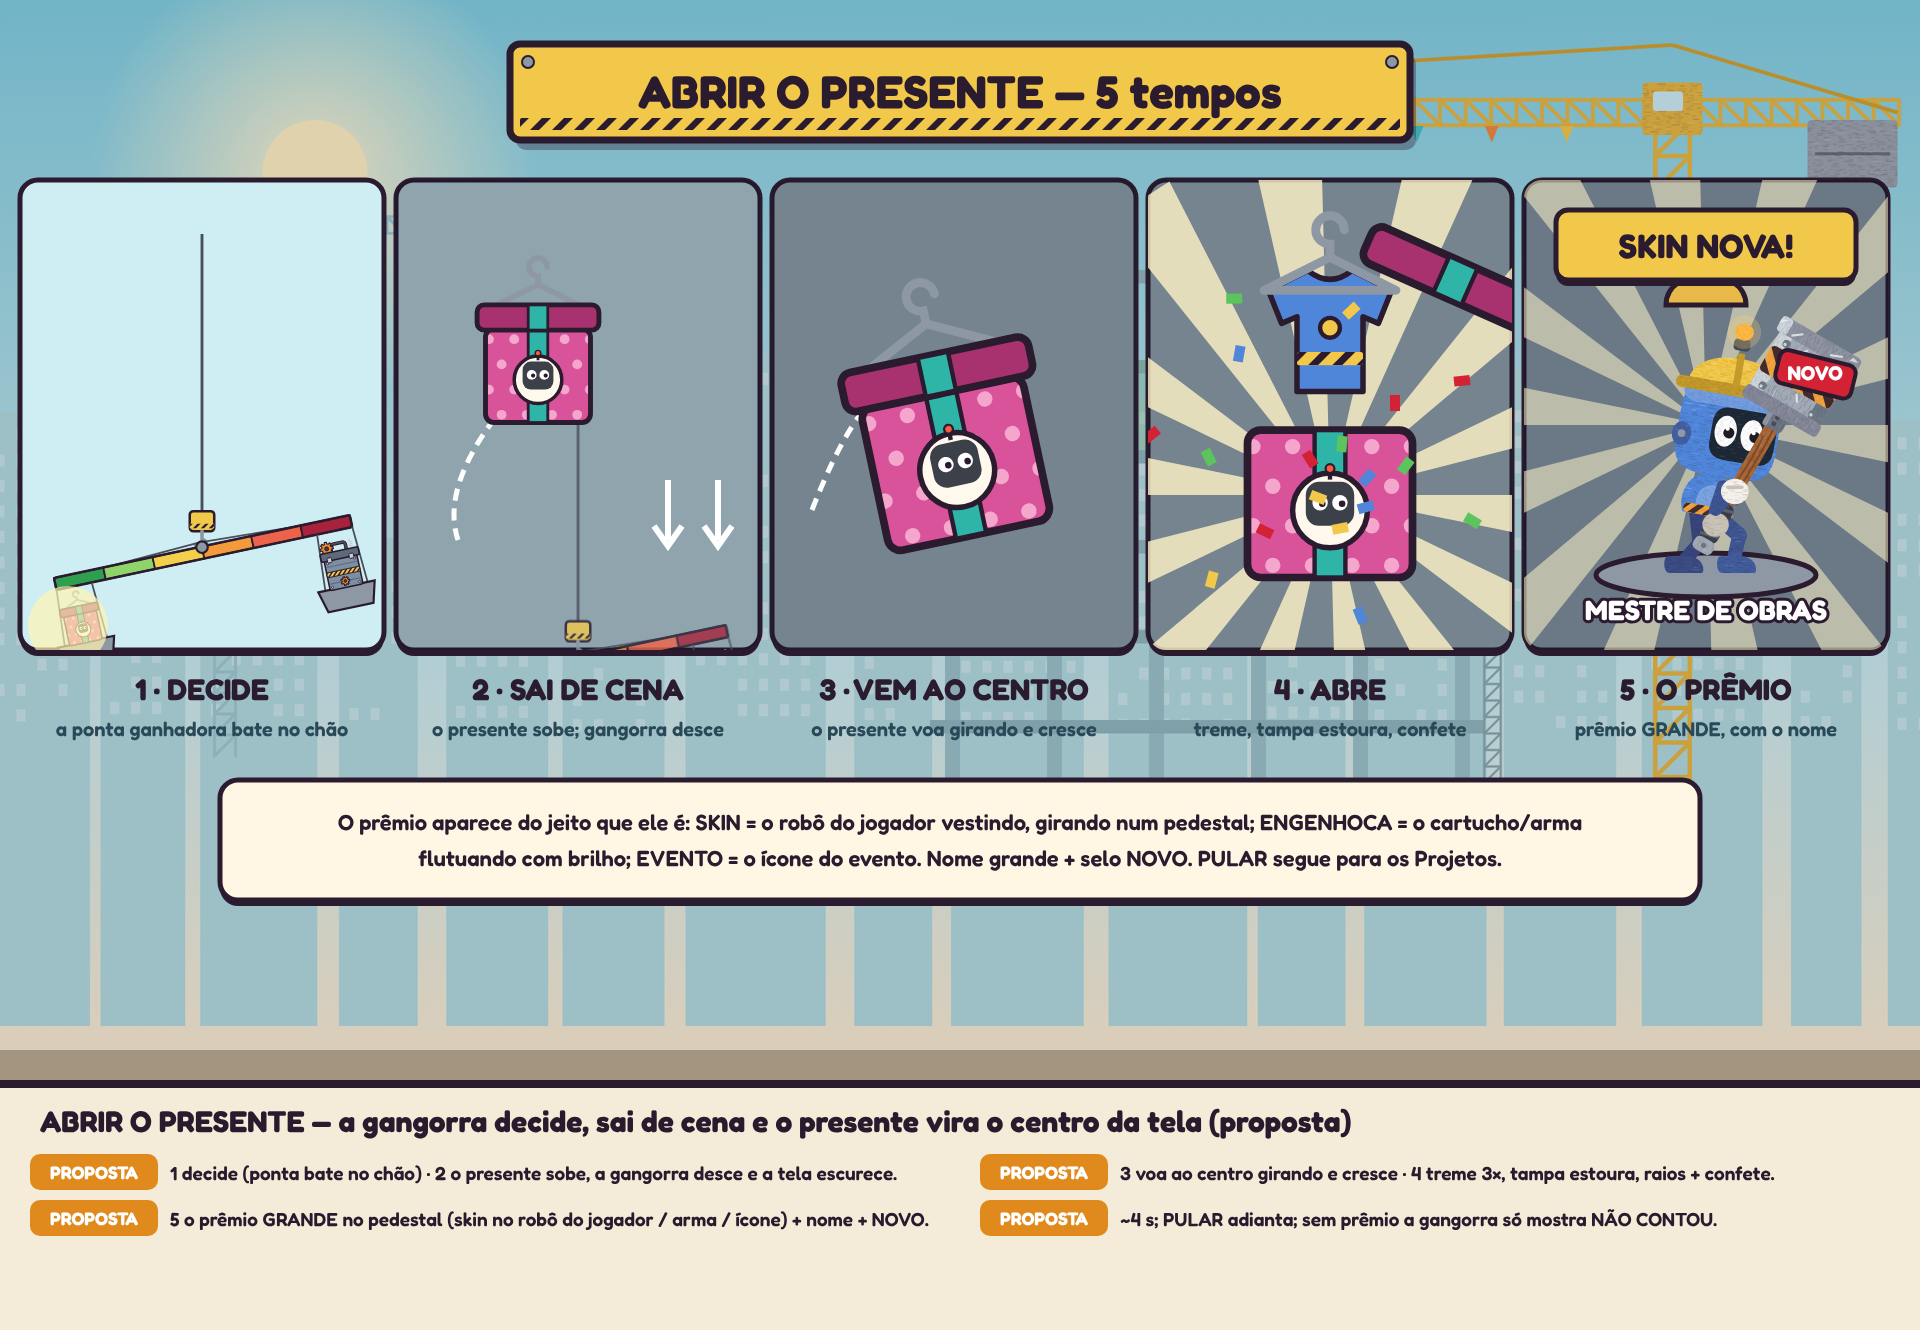 ABRIR O PRESENTE — 5 tempos
SKIN NOVA!
NOVO
MESTRE DE OBRAS
1 · DECIDE
a ponta ganhadora bate no chão
2 · SAI DE CENA
o presente sobe; gangorra desce
3 · VEM AO CENTRO
o presente voa girando e cresce
4 · ABRE
treme, tampa estoura, confete
5 · O PRÊMIO
prêmio GRANDE, com o nome
O prêmio aparece do jeito que ele é: SKIN = o robô do jogador vestindo, girando num pedestal; ENGENHOCA = o cartucho/arma
flutuando com brilho; EVENTO = o ícone do evento. Nome grande + selo NOVO. PULAR segue para os Projetos.
ABRIR O PRESENTE — a gangorra decide, sai de cena e o presente vira o centro da tela (proposta)
PROPOSTA 1 decide (ponta bate no chão) · 2 o presente sobe, a gangorra desce e a tela escurece.
PROPOSTA 3 voa ao centro girando e cresce · 4 treme 3x, tampa estoura, raios + confete.
PROPOSTA 5 o prêmio GRANDE no pedestal (skin no robô do jogador / arma / ícone) + nome + NOVO.
PROPOSTA ~4 s; PULAR adianta; sem prêmio a gangorra só mostra NÃO CONTOU.